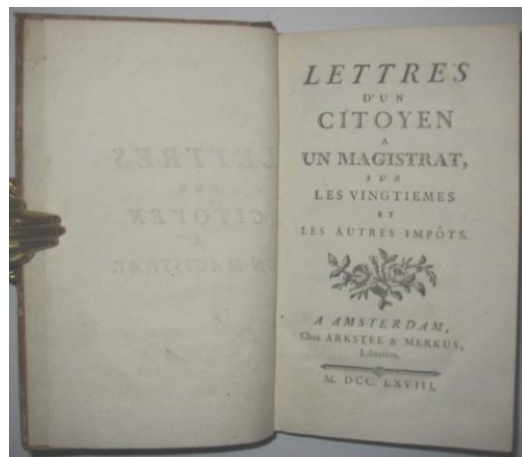 LETTRES
D'UN
CITOYEN
A
UN MAGISTRAT,
SUR
LES VINGTIEMES
ET
LES AUTRES IMPÔTS.
A AMSTERDAM,
Chez ARKSTEE & MERKUS,
Libraires.
M. DCC. LXVIII.